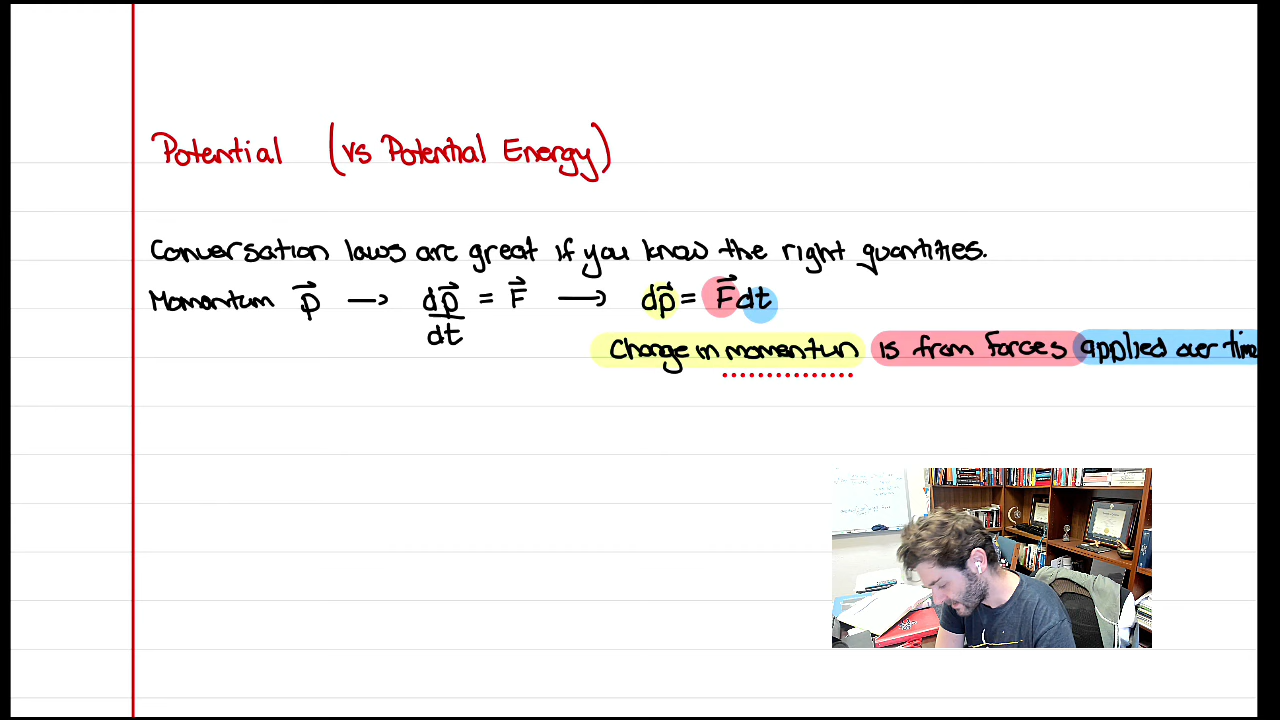 Potential (vs Potential Energy)
Conversation laws are great if you know the right quantities.
Momentum p⃗ → dp⃗/dt = F⃗ → dp⃗ = F⃗dt
Change in momentum is from forces applied over time